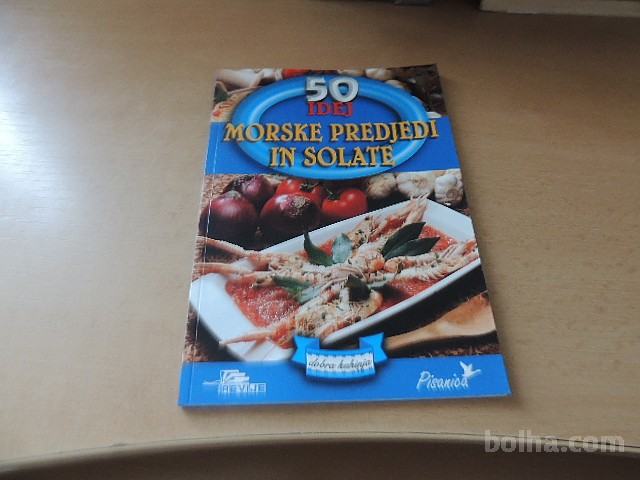 50
IDEJ
MORSKE PREDJEDI
IN SOLATE
dobra kuhinja
REVIJE
Pisanica
bolha.com